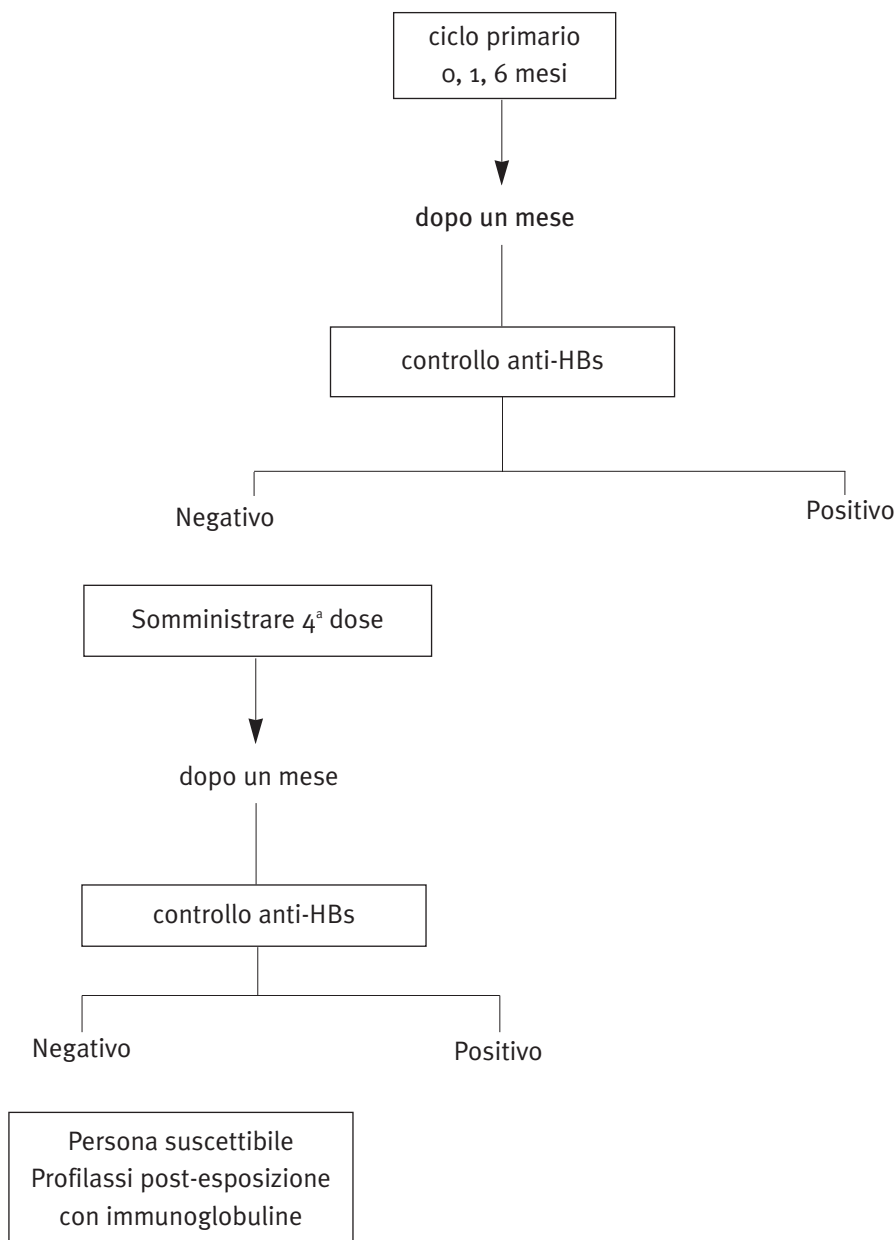 ciclo primario
0, 1, 6 mesi
dopo un mese
controllo anti-HBs
Negativo
Positivo
Somministrare 4ª dose
dopo un mese
controllo anti-HBs
Negativo
Positivo
Persona suscettibile
Profilassi post-esposizione
con immunoglobuline